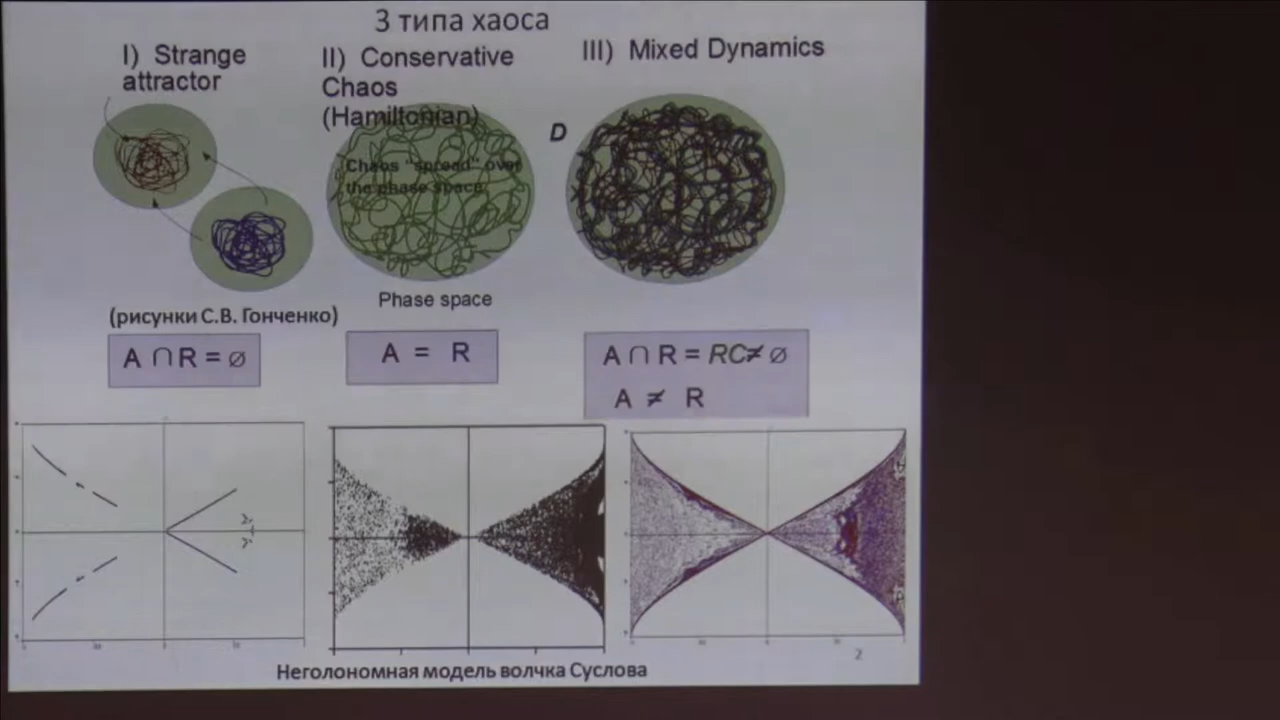 3 типа хаоса
I) Strange
attractor
II) Conservative
Chaos
(Hamiltonian)
III) Mixed Dynamics
Chaos "spread" over
the phase space
D
Phase space
(рисунки С.В. Гонченко)
A ∩ R = ∅
A = R
A ∩ R = RC ≠ ∅
A ≠ R
Неголономная модель волчка Суслова
2